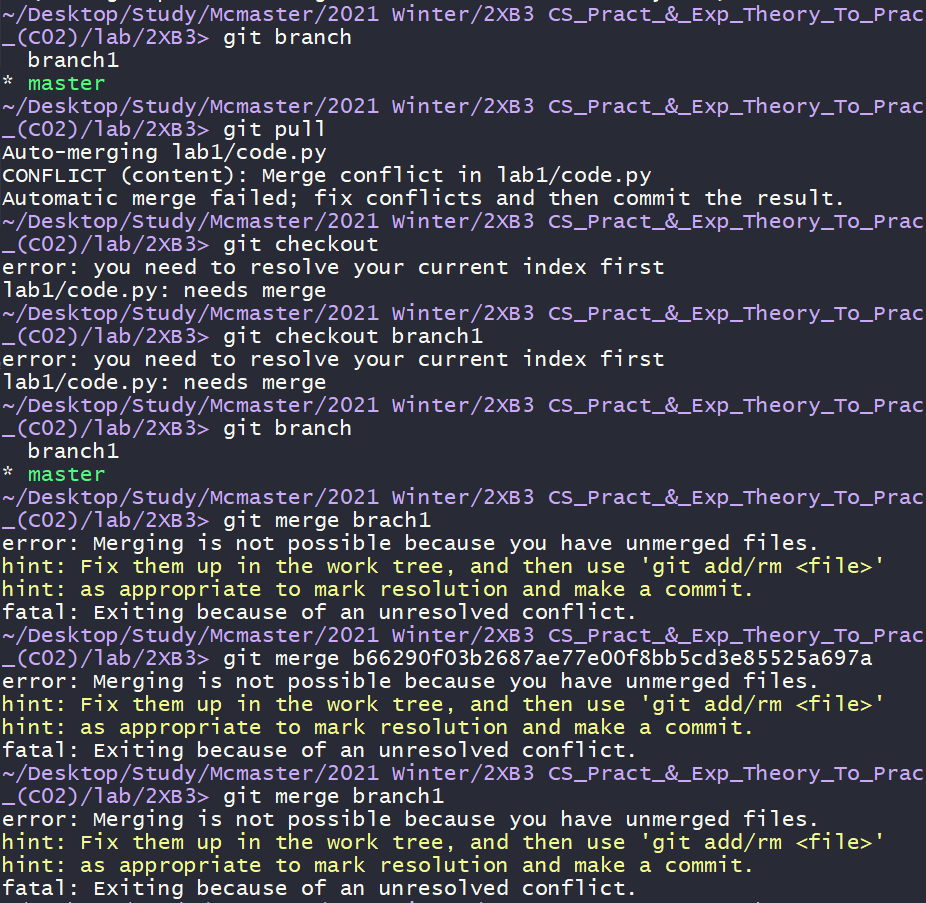 ~/Desktop/Study/Mcmaster/2021 Winter/2XB3 CS_Pract_&_Exp_Theory_To_Prac
_(C02)/lab/2XB3> git branch
  branch1
* master
~/Desktop/Study/Mcmaster/2021 Winter/2XB3 CS_Pract_&_Exp_Theory_To_Prac
_(C02)/lab/2XB3> git pull
Auto-merging lab1/code.py
CONFLICT (content): Merge conflict in lab1/code.py
Automatic merge failed; fix conflicts and then commit the result.
~/Desktop/Study/Mcmaster/2021 Winter/2XB3 CS_Pract_&_Exp_Theory_To_Prac
_(C02)/lab/2XB3> git checkout
error: you need to resolve your current index first
lab1/code.py: needs merge
~/Desktop/Study/Mcmaster/2021 Winter/2XB3 CS_Pract_&_Exp_Theory_To_Prac
_(C02)/lab/2XB3> git checkout branch1
error: you need to resolve your current index first
lab1/code.py: needs merge
~/Desktop/Study/Mcmaster/2021 Winter/2XB3 CS_Pract_&_Exp_Theory_To_Prac
_(C02)/lab/2XB3> git branch
  branch1
* master
~/Desktop/Study/Mcmaster/2021 Winter/2XB3 CS_Pract_&_Exp_Theory_To_Prac
_(C02)/lab/2XB3> git merge brach1
error: Merging is not possible because you have unmerged files.
hint: Fix them up in the work tree, and then use 'git add/rm <file>'
hint: as appropriate to mark resolution and make a commit.
fatal: Exiting because of an unresolved conflict.
~/Desktop/Study/Mcmaster/2021 Winter/2XB3 CS_Pract_&_Exp_Theory_To_Prac
_(C02)/lab/2XB3> git merge b66290f03b2687ae77e00f8bb5cd3e85525a697a
error: Merging is not possible because you have unmerged files.
hint: Fix them up in the work tree, and then use 'git add/rm <file>'
hint: as appropriate to mark resolution and make a commit.
fatal: Exiting because of an unresolved conflict.
~/Desktop/Study/Mcmaster/2021 Winter/2XB3 CS_Pract_&_Exp_Theory_To_Prac
_(C02)/lab/2XB3> git merge branch1
error: Merging is not possible because you have unmerged files.
hint: Fix them up in the work tree, and then use 'git add/rm <file>'
hint: as appropriate to mark resolution and make a commit.
fatal: Exiting because of an unresolved conflict.